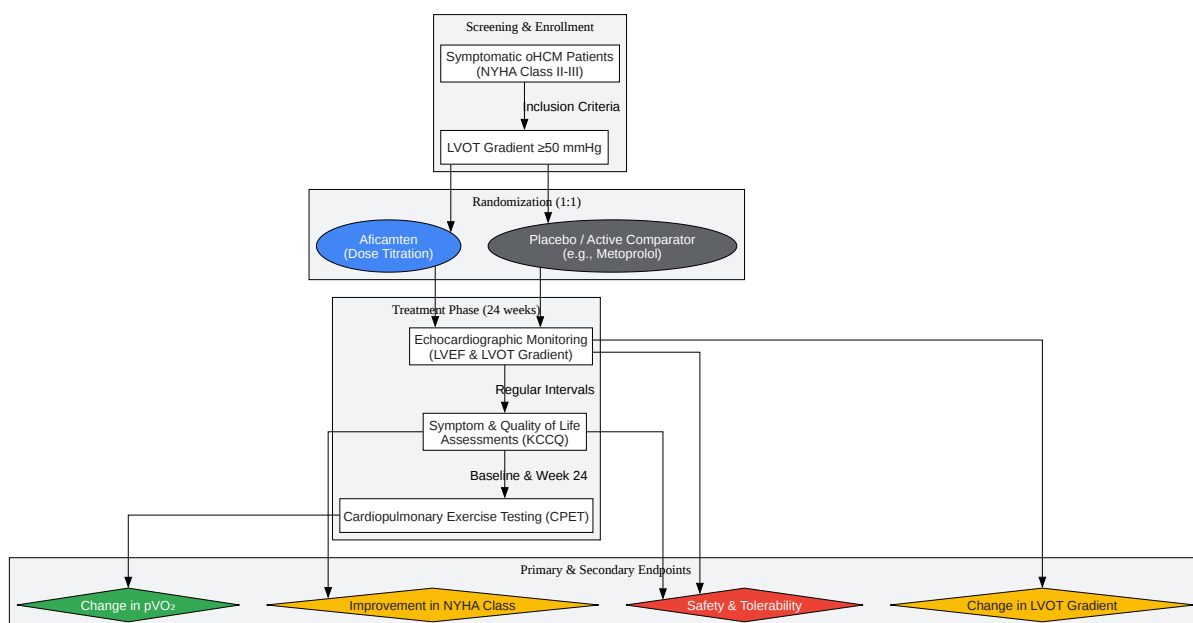 Screening & Enrollment
Symptomatic oHCM Patients
(NYHA Class II-III)
Inclusion Criteria
LVOT Gradient ≥50 mmHg
Randomization (1:1)
Aficamten
(Dose Titration)
Placebo / Active Comparator
(e.g., Metoprolol)
Treatment Phase (24 weeks)
Echocardiographic Monitoring
(LVEF & LVOT Gradient)
Regular Intervals
Symptom & Quality of Life
Assessments (KCCQ)
Baseline & Week 24
Cardiopulmonary Exercise Testing (CPET)
Primary & Secondary Endpoints
Change in pVO₂
Improvement in NYHA Class
Safety & Tolerability
Change in LVOT Gradient